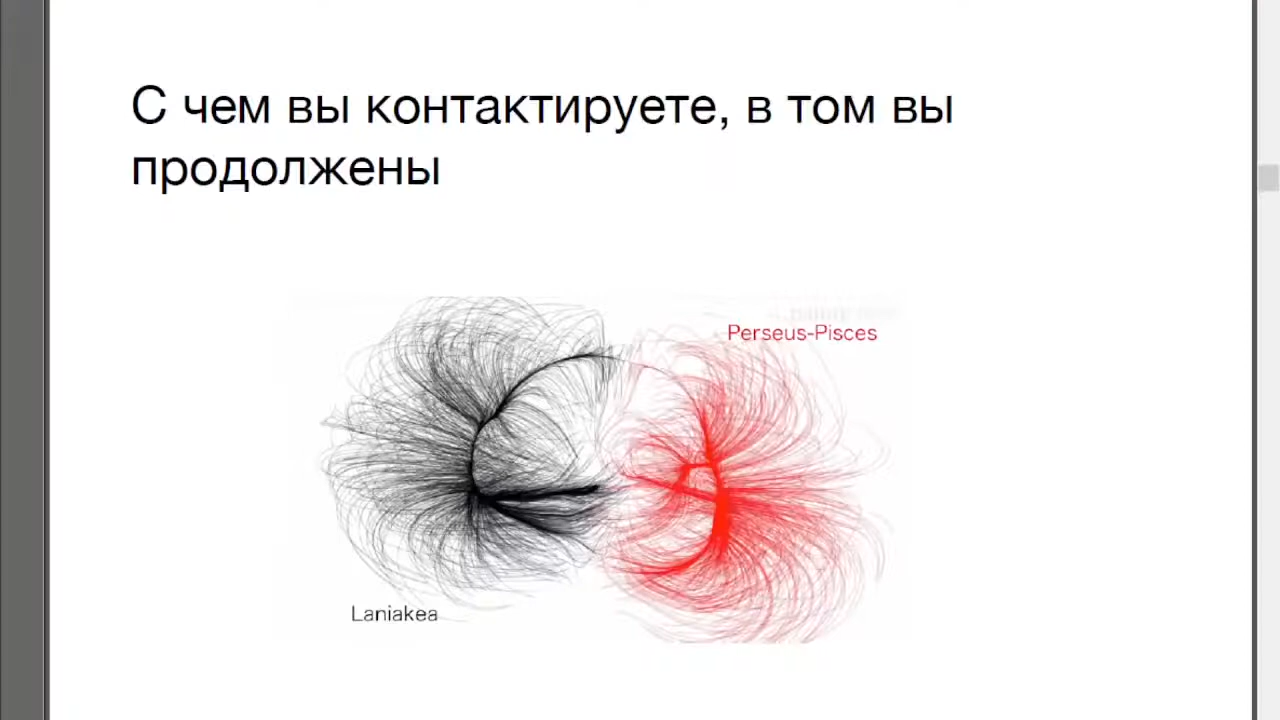 С чем вы контактируете, в том вы
продолжены
Perseus-Pisces
Laniakea